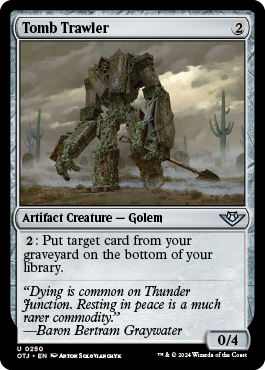 Tomb Trawler 2
Artifact Creature — Golem
2: Put target card from your
graveyard on the bottom of your
library.
"Dying is common on Thunder
Junction. Resting in peace is a much
rarer commodity."
—Baron Bertram Graywater
0/4
U 0250
OTJ • EN Anton Solovianchyk
™ & © 2024 Wizards of the Coast